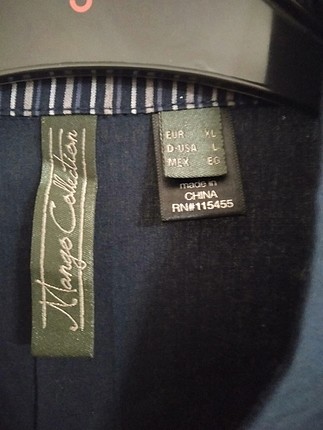 Mango Collection
EUR XL
D-USA L
MEX EG
made in
CHINA
RN#115455